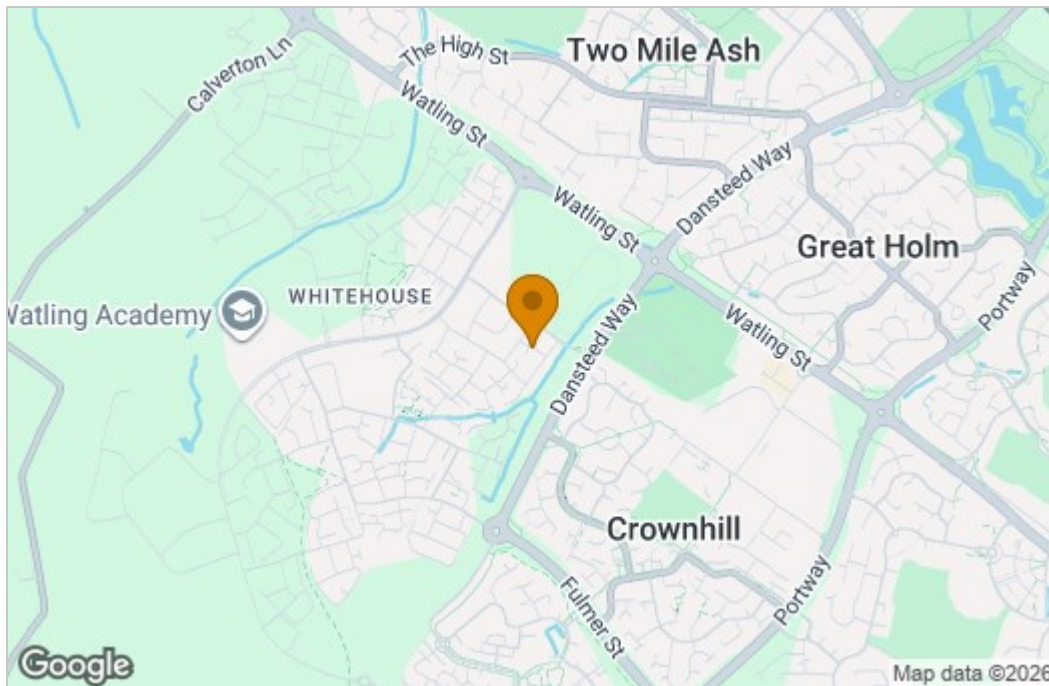 Two Mile Ash
The High St
Calverton Ln
Watling St
Dansteed Way
Watling St
Great Holm
Portway
WHITEHOUSE
Watling Academy
Watling St
Dansteed Way
Crownhill
Fulmer St
Portway
Google
Map data ©2026